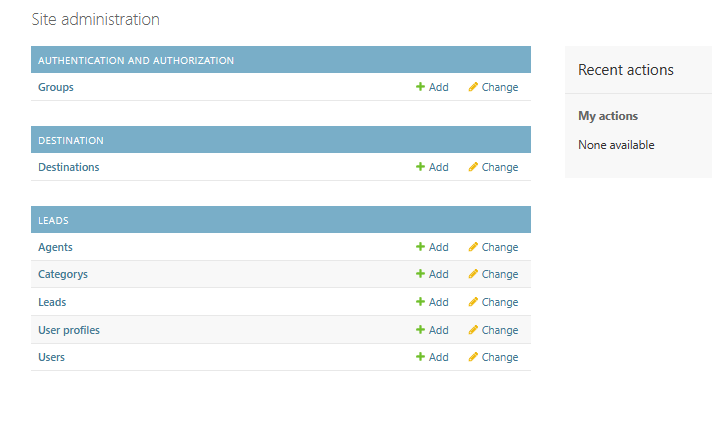 Site administration
AUTHENTICATION AND AUTHORIZATION
Groups Add Change
DESTINATION
Destinations Add Change
LEADS
Agents Add Change
Categorys Add Change
Leads Add Change
User profiles Add Change
Users Add Change
Recent actions
My actions
None available